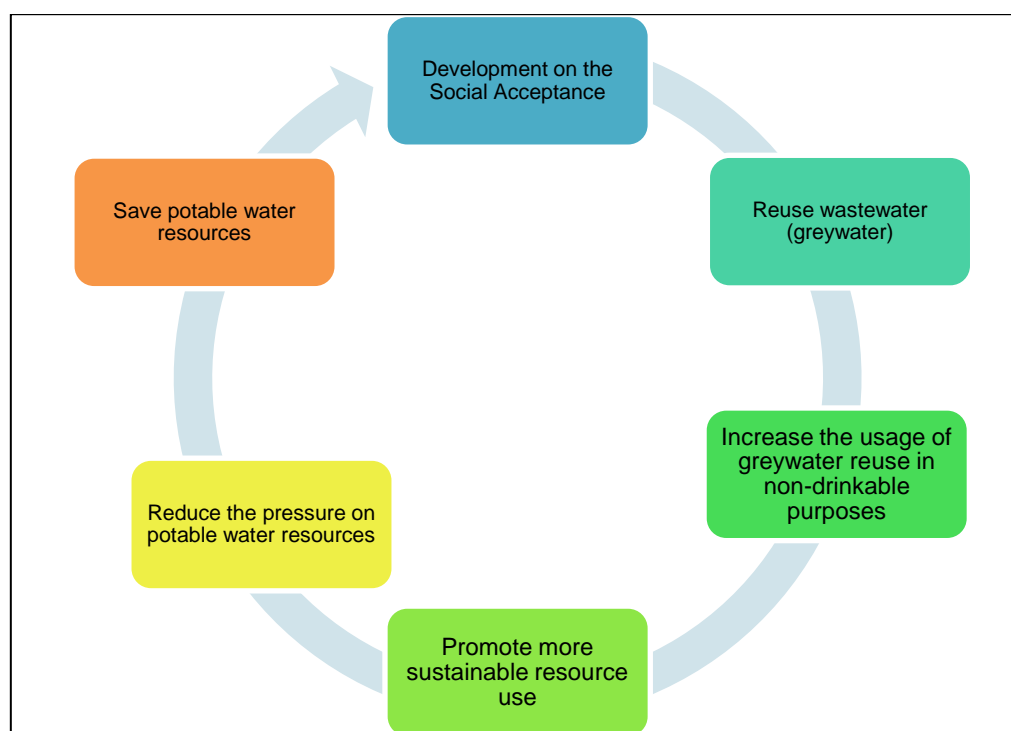 Development on the
Social Acceptance
Reuse wastewater
(greywater)
Increase the usage of
greywater reuse in
non-drinkable
purposes
Promote more
sustainable resource
use
Reduce the pressure on
potable water resources
Save potable water
resources